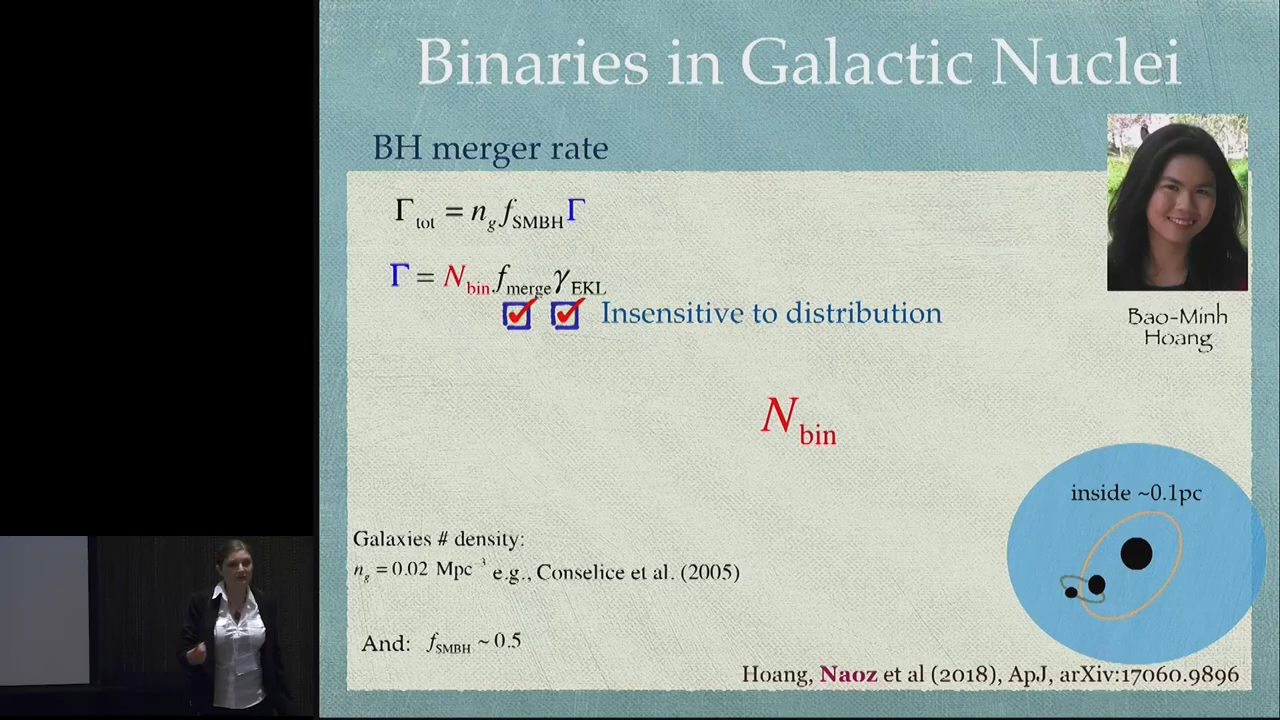 Binaries in Galactic Nuclei
BH merger rate
Γtot = ng fSMBH Γ
Γ = Nbin fmerge γEKL
Insensitive to distribution
Bao-Minh
Hoang
Nbin
inside ~0.1pc
Galaxies # density:
ng = 0.02 Mpc⁻³ e.g., Conselice et al. (2005)
And: fSMBH ~ 0.5
Hoang, Naoz et al (2018), ApJ, arXiv:17060.9896